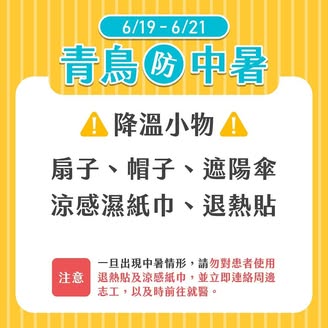 6/19-6/21
青鳥防中暑
降溫小物
扇子、帽子、遮陽傘
涼感濕紙巾、退熱貼
注意
一旦出現中暑情形，請勿對患者使用
退熱貼及涼感紙巾，並立即連絡周邊
志工，以及時前往就醫。